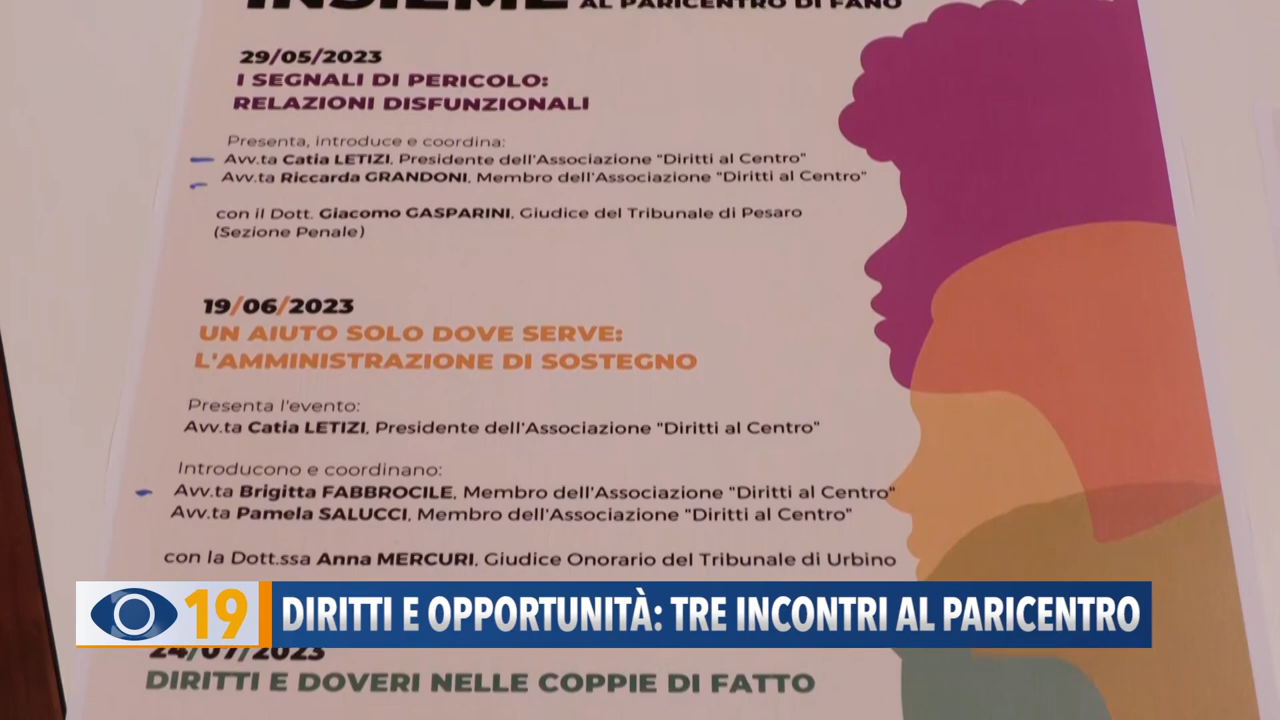 INSIEME AL PARICENTRO DI FANO
29/05/2023
I SEGNALI DI PERICOLO:
RELAZIONI DISFUNZIONALI
Presenta, introduce e coordina:
Avv.ta Catia LETIZI, Presidente dell'Associazione "Diritti al Centro"
Avv.ta Riccarda GRANDONI, Membro dell'Associazione "Diritti al Centro"
con il Dott. Giacomo GASPARINI, Giudice del Tribunale di Pesaro
(Sezione Penale)
19/06/2023
UN AIUTO SOLO DOVE SERVE:
L'AMMINISTRAZIONE DI SOSTEGNO
Presenta l'evento:
Avv.ta Catia LETIZI, Presidente dell'Associazione "Diritti al Centro"
Introducono e coordinano:
Avv.ta Brigitta FABBROCILE, Membro dell'Associazione "Diritti al Centro"
Avv.ta Pamela SALUCCI, Membro dell'Associazione "Diritti al Centro"
con la Dott.ssa Anna MERCURI, Giudice Onorario del Tribunale di Urbino
19 DIRITTI E OPPORTUNITÀ: TRE INCONTRI AL PARICENTRO
24/07/2023
DIRITTI E DOVERI NELLE COPPIE DI FATTO